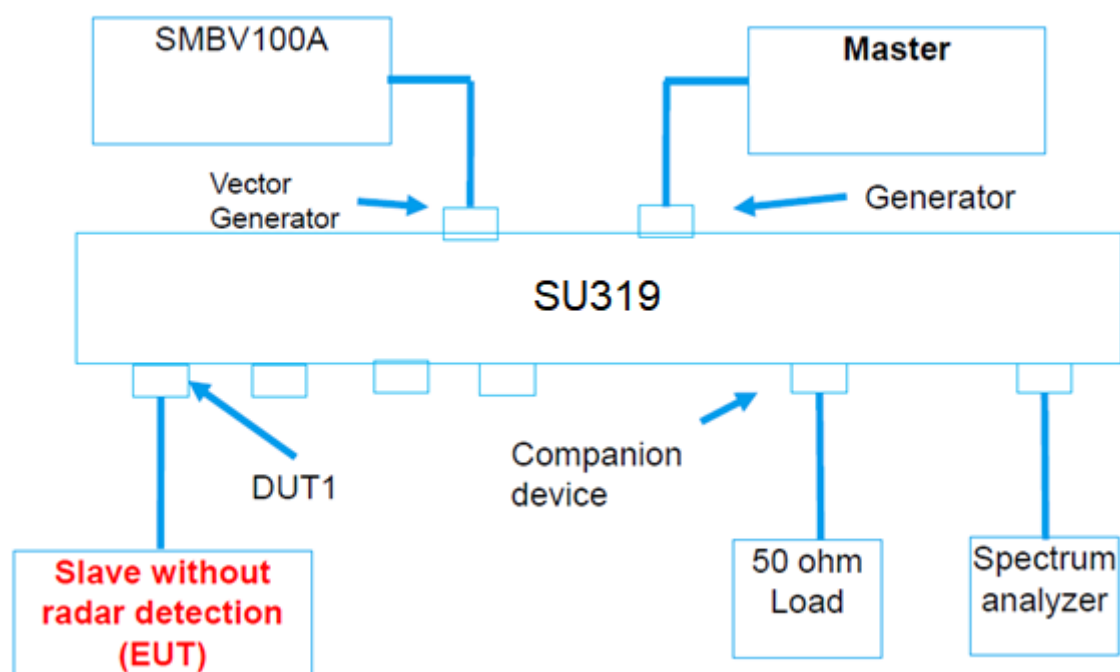 SMBV100A
Master
Vector
Generator
Generator
SU319
DUT1
Companion
device
Slave without
radar detection
(EUT)
50 ohm
Load
Spectrum
analyzer